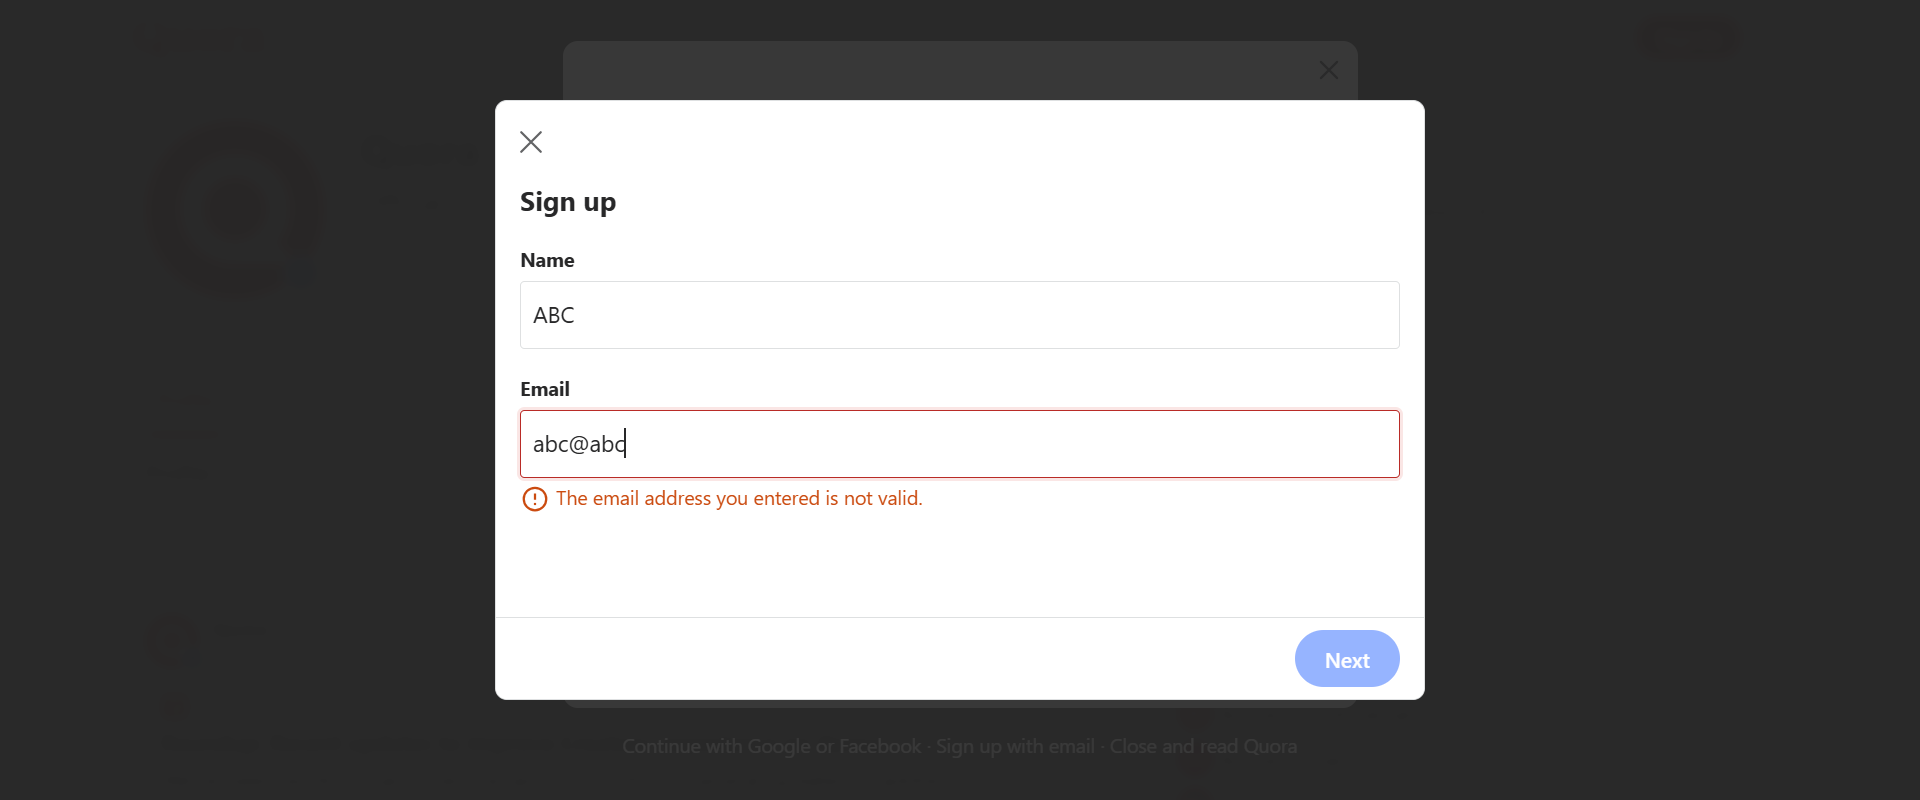 Sign up
Name
ABC
Email
abc@abc
The email address you entered is not valid.
Next
Continue with Google or Facebook · Sign up with email · Close and read Quora